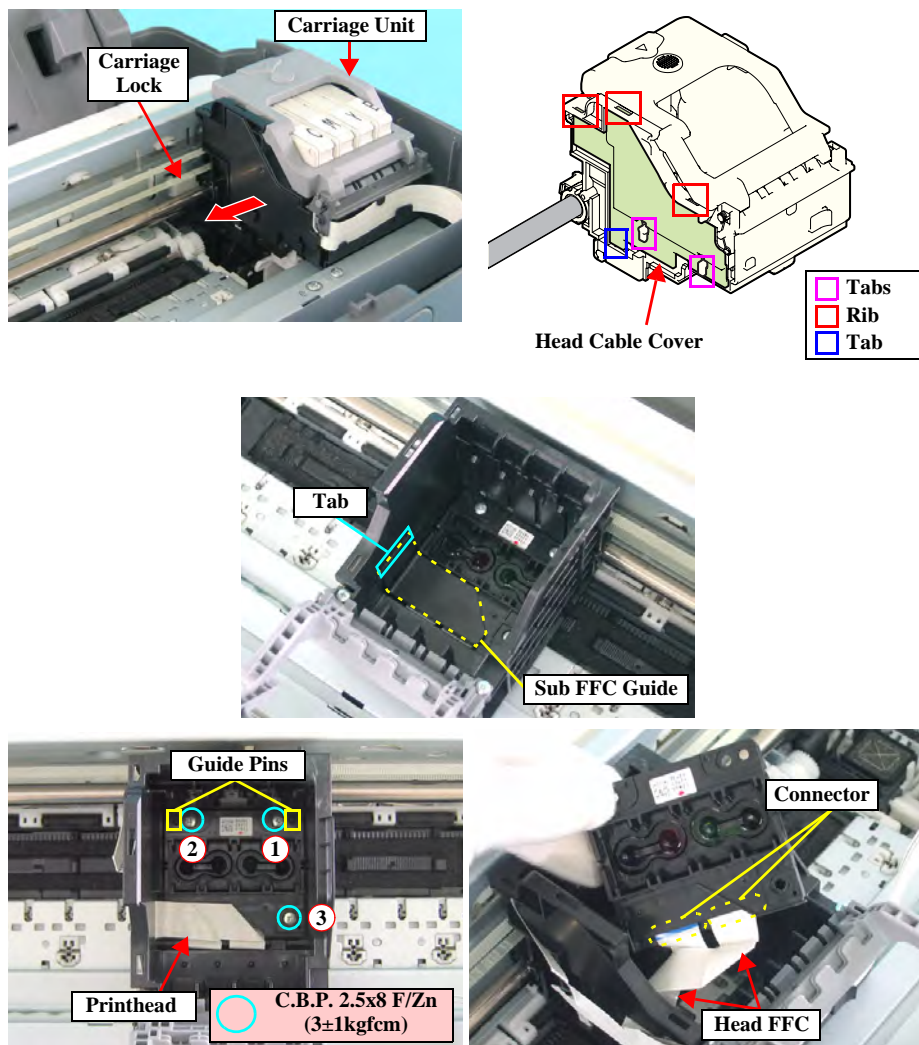 Carriage Unit
Carriage
Lock
C M Y
Tabs
Rib
Tab
Head Cable Cover
Tab
Sub FFC Guide
Guide Pins
2
1
3
Printhead
C.B.P. 2.5x8 F/Zn
(3±1kgfcm)
Connector
Head FFC